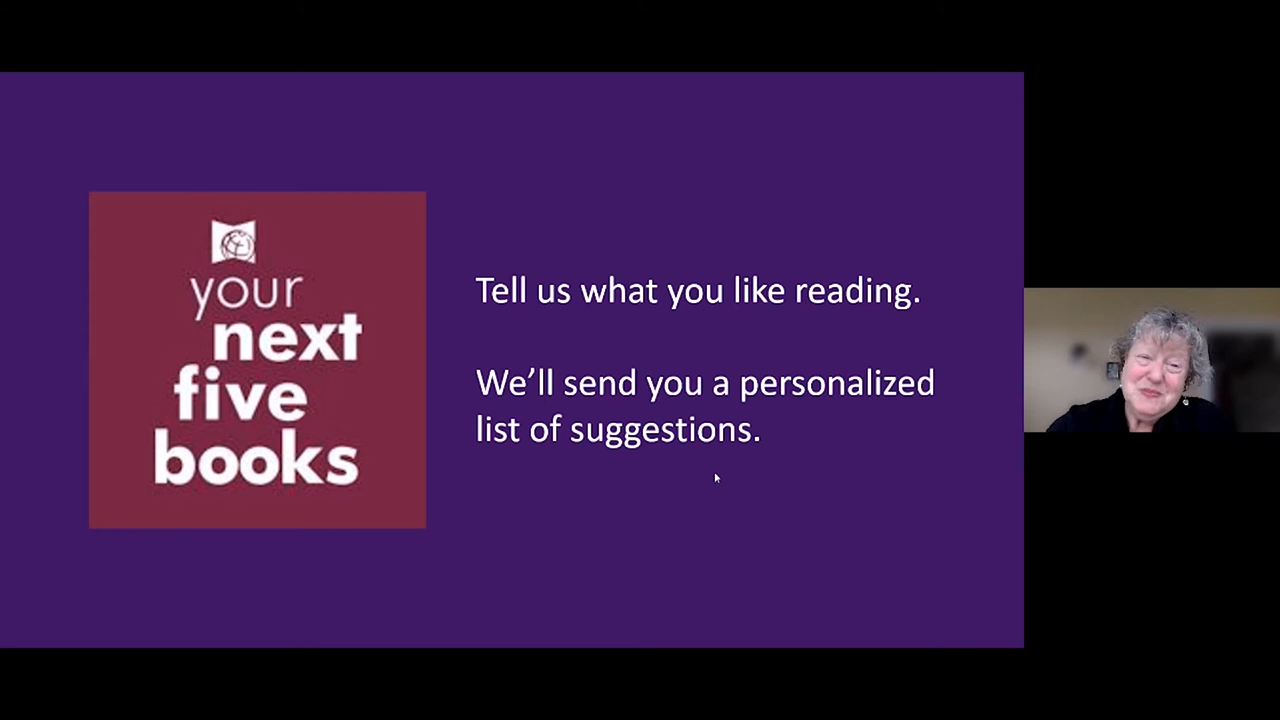 your
next
five
books
Tell us what you like reading.
We’ll send you a personalized
list of suggestions.